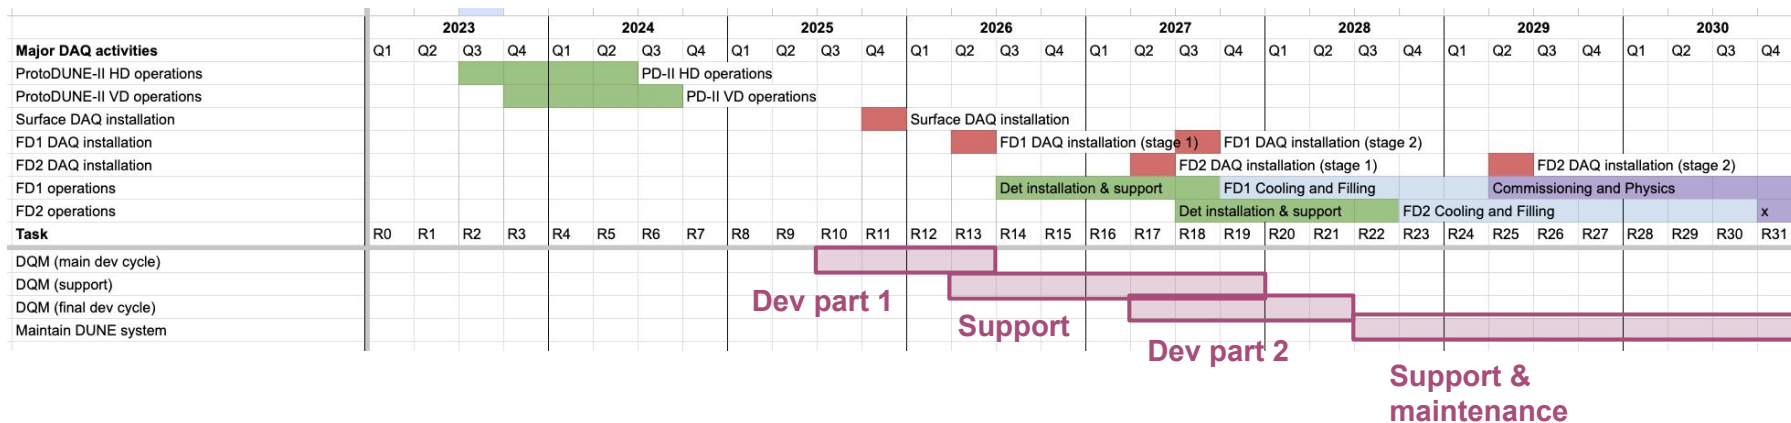 2023 2024 2025 2026 2027 2028 2029 2030
Major DAQ activities Q1 Q2 Q3 Q4 Q1 Q2 Q3 Q4 Q1 Q2 Q3 Q4 Q1 Q2 Q3 Q4 Q1 Q2 Q3 Q4 Q1 Q2 Q3 Q4 Q1 Q2 Q3 Q4 Q1 Q2 Q3 Q4
ProtoDUNE-II HD operations PD-II HD operations
ProtoDUNE-II VD operations PD-II VD operations
Surface DAQ installation Surface DAQ installation
FD1 DAQ installation FD1 DAQ installation (stage 1) FD1 DAQ installation (stage 2)
FD2 DAQ installation FD2 DAQ installation (stage 1) FD2 DAQ installation (stage 2)
FD1 operations Det installation & support FD1 Cooling and Filling Commissioning and Physics
FD2 operations Det installation & support FD2 Cooling and Filling x
Task R0 R1 R2 R3 R4 R5 R6 R7 R8 R9 R10 R11 R12 R13 R14 R15 R16 R17 R18 R19 R20 R21 R22 R23 R24 R25 R26 R27 R28 R29 R30 R31
DQM (main dev cycle)
DQM (support)
DQM (final dev cycle)
Maintain DUNE system
Dev part 1
Support
Dev part 2
Support &
maintenance